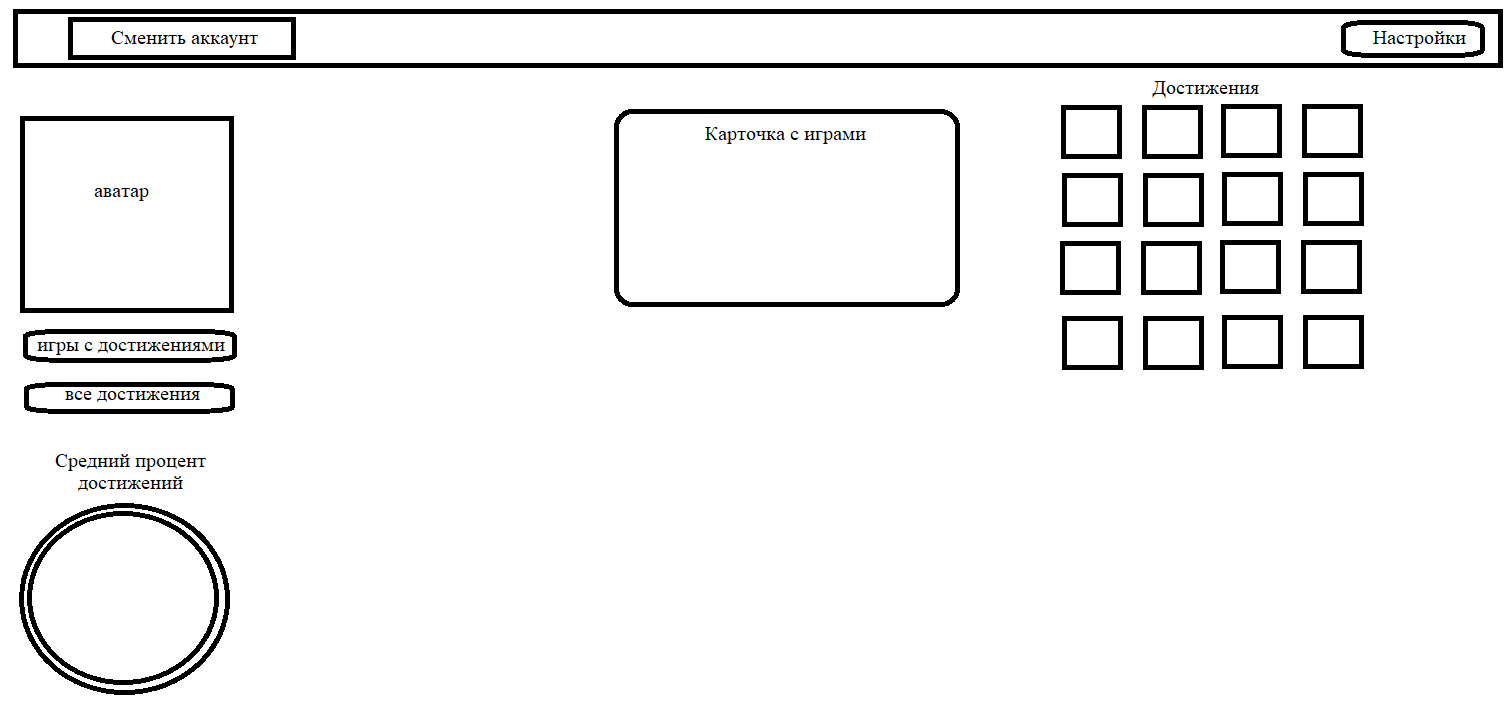 Сменить аккаунт
Настройки
Достижения
Карточка с играми
аватар
игры с достижениями
все достижения
Средний процент
достижений